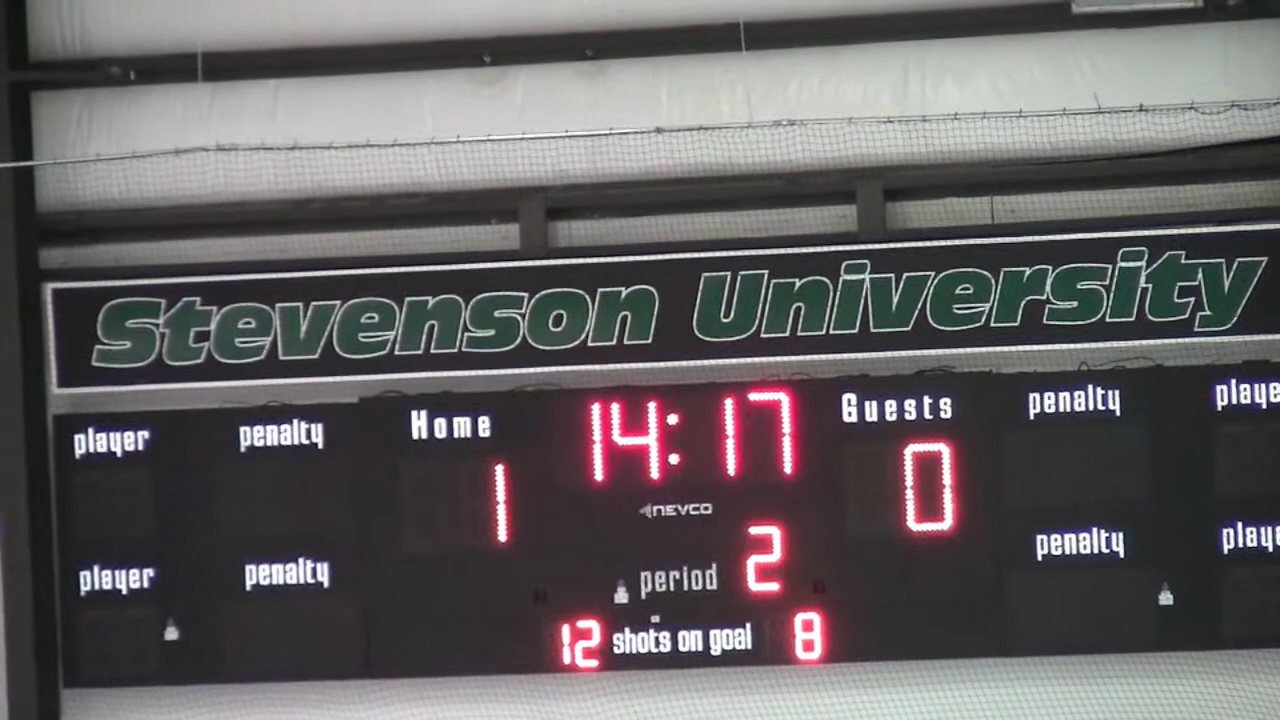 Stevenson University
player penalty Home 14:17 Guests penalty playe
1 NEVCO 0
player penalty period 2 penalty playe
12 shots on goal 8